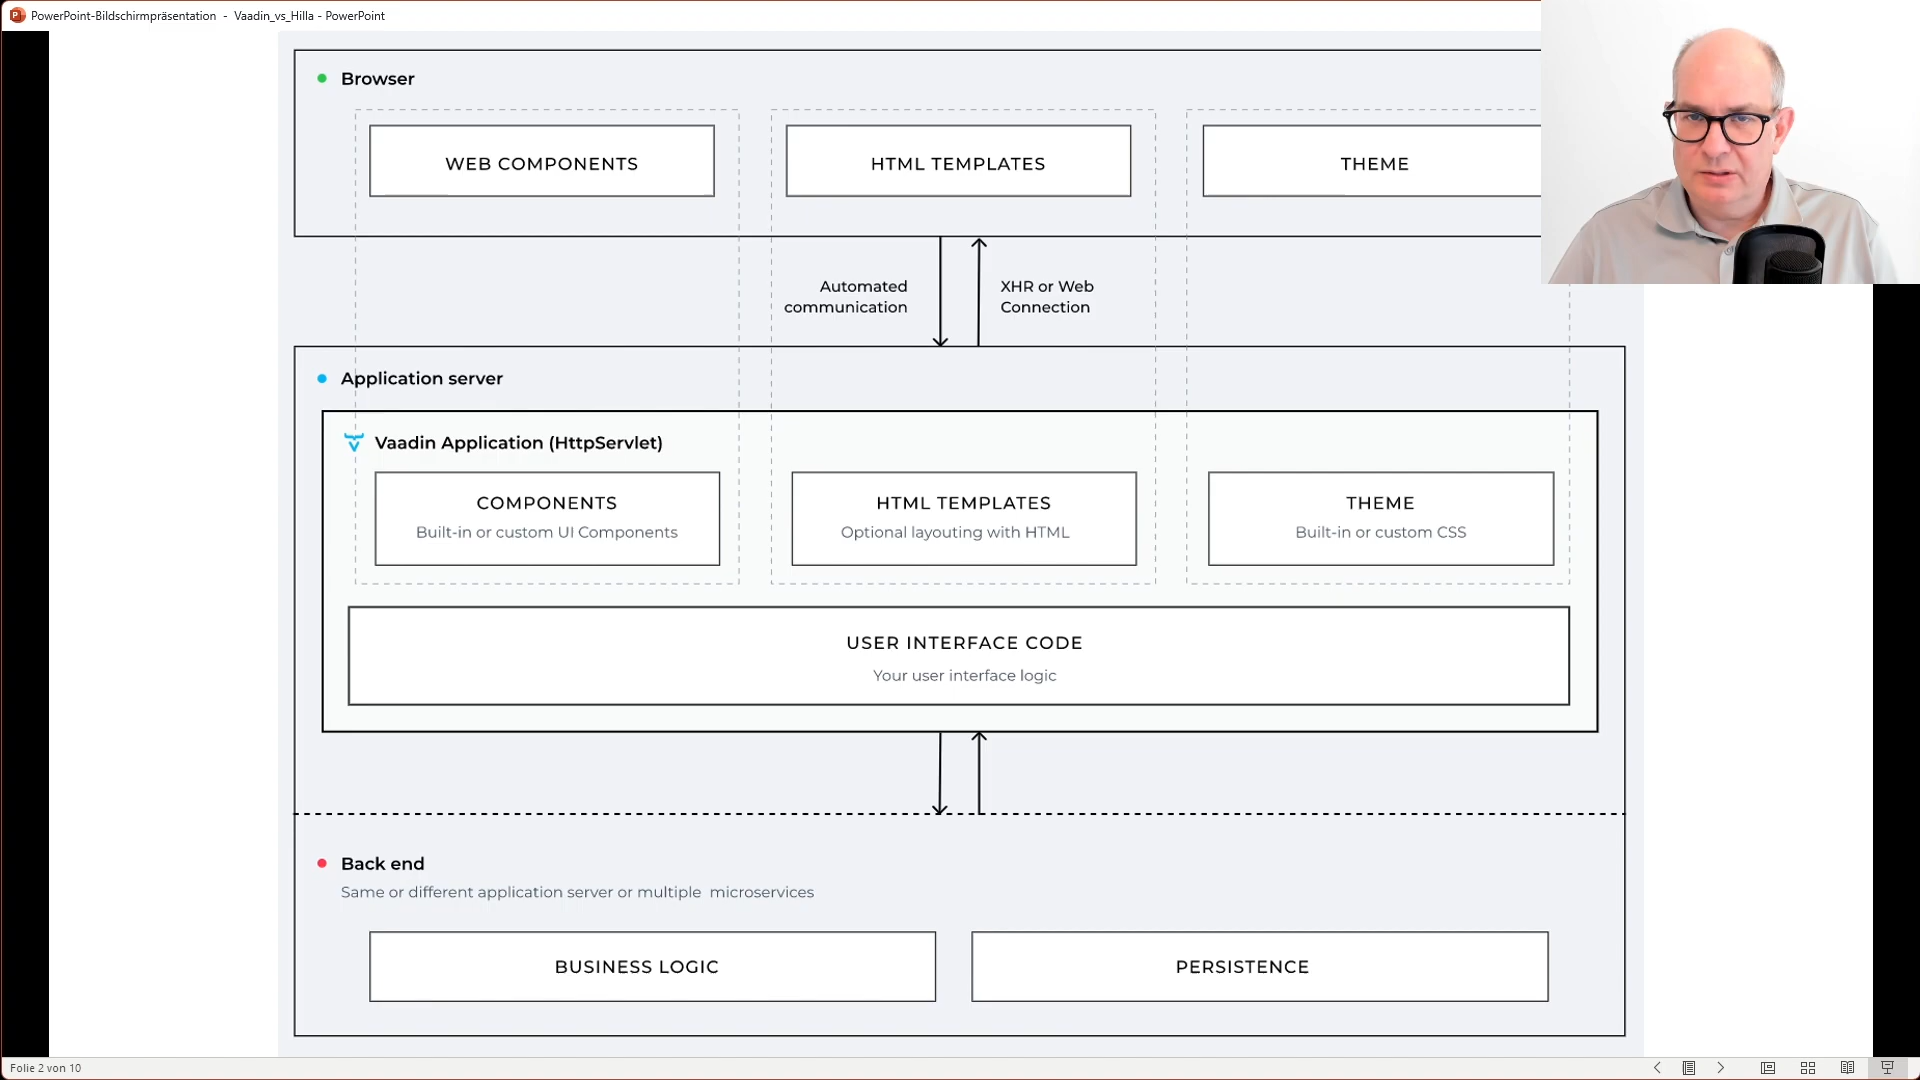 PowerPoint-Bildschirmpräsentation - Vaadin_vs_Hilla - PowerPoint
Browser
WEB COMPONENTS
HTML TEMPLATES
THEME
Automated
communication
XHR or Web
Connection
Application server
Vaadin Application (HttpServlet)
COMPONENTS
Built-in or custom UI Components
HTML TEMPLATES
Optional layouting with HTML
THEME
Built-in or custom CSS
USER INTERFACE CODE
Your user interface logic
Back end
Same or different application server or multiple microservices
BUSINESS LOGIC
PERSISTENCE
Folie 2 von 10